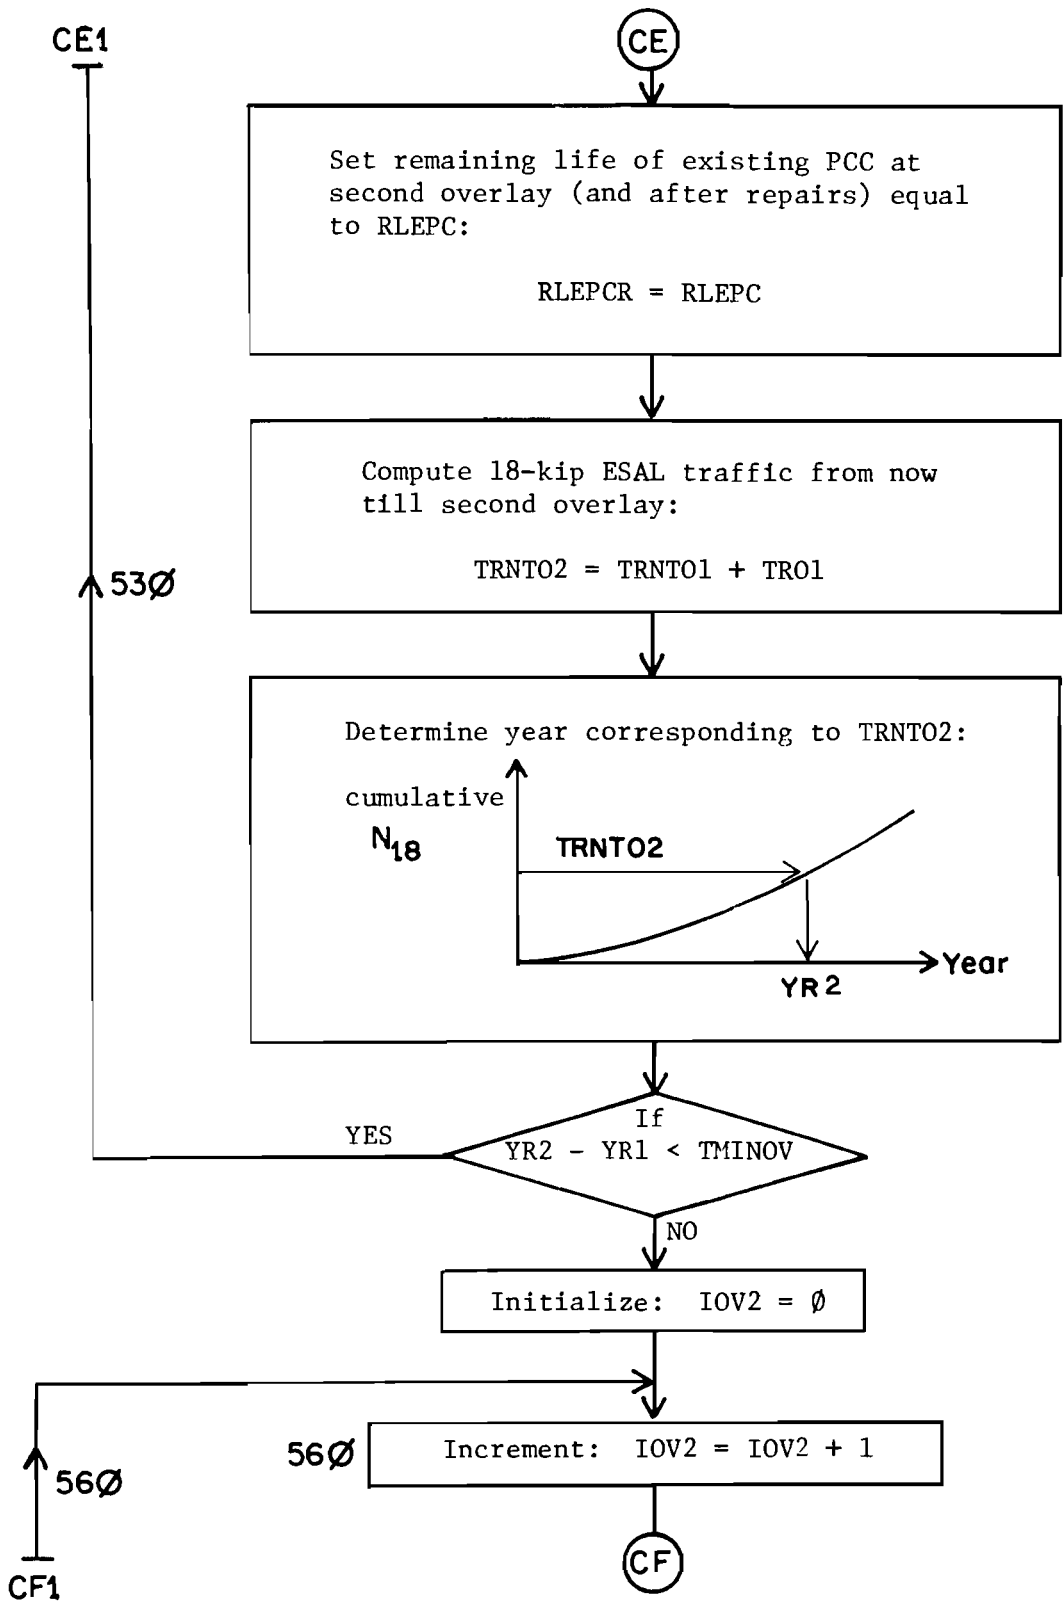 CE1
CE
Set remaining life of existing PCC at
second overlay (and after repairs) equal
to RLEPC:
RLEPCR = RLEPC
Compute 18-kip ESAL traffic from now
till second overlay:
TRNTO2 = TRNTO1 + TRO1
53Ø
Determine year corresponding to TRNTO2:
cumulative
N₁₈
TRNTO2
Year
YR2
YES
If
YR2 - YR1 < TMINOV
NO
Initialize: IOV2 = Ø
56Ø
Increment: IOV2 = IOV2 + 1
56Ø
CF
CF1